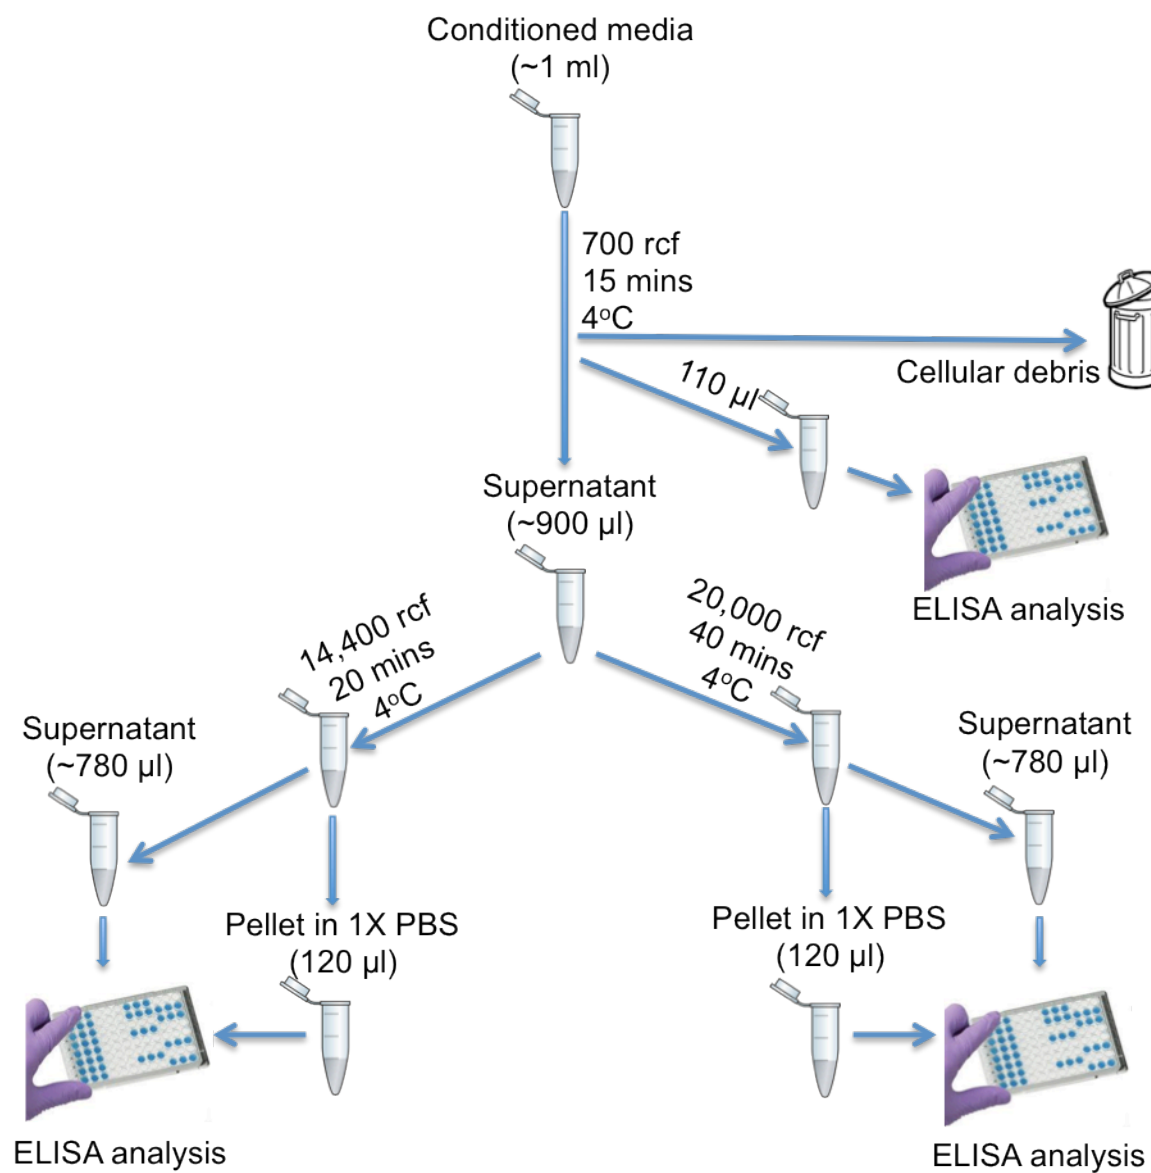 Conditioned media
(~1 ml)
700 rcf
15 mins
4°C
Cellular debris
110 µl
Supernatant
(~900 µl)
ELISA analysis
14,400 rcf
20 mins
4°C
20,000 rcf
40 mins
4°C
Supernatant
(~780 µl)
Supernatant
(~780 µl)
Pellet in 1X PBS
(120 µl)
Pellet in 1X PBS
(120 µl)
ELISA analysis
ELISA analysis